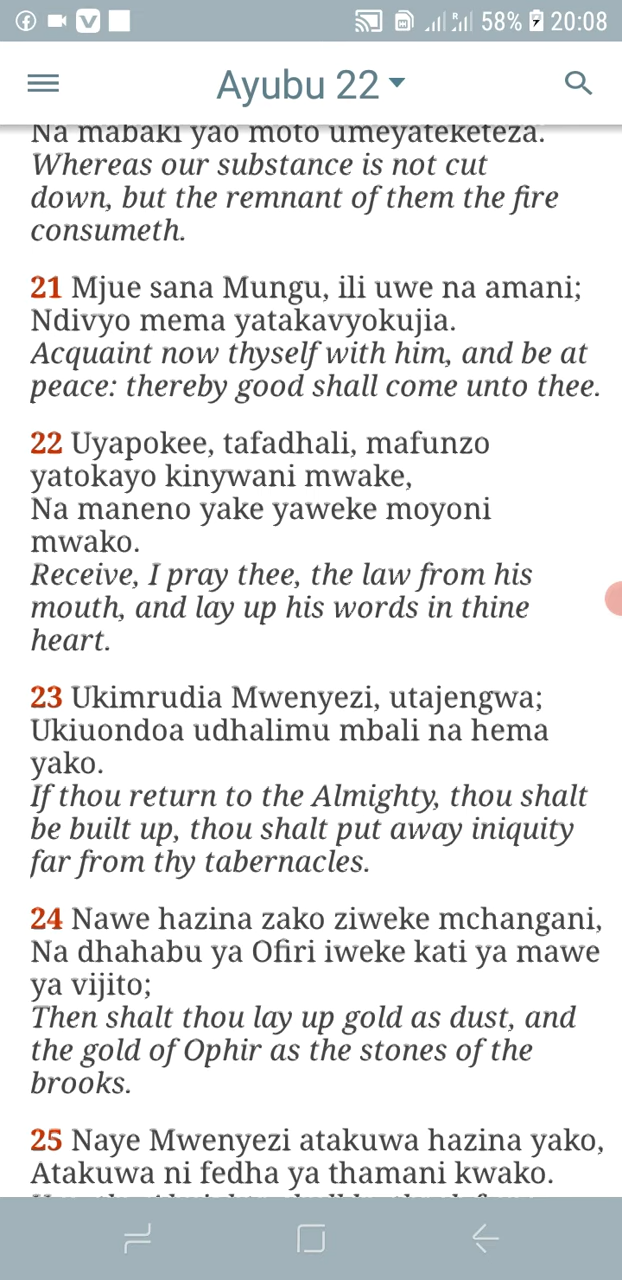 58% 20:08
Ayubu 22
Na mabaki yao moto umeyateketeza.
Whereas our substance is not cut
down, but the remnant of them the fire
consumeth.
21 Mjue sana Mungu, ili uwe na amani;
Ndivyo mema yatakavyokujia.
Acquaint now thyself with him, and be at
peace: thereby good shall come unto thee.
22 Uyapokee, tafadhali, mafunzo
yatokayo kinywani mwake,
Na maneno yake yaweke moyoni
mwako.
Receive, I pray thee, the law from his
mouth, and lay up his words in thine
heart.
23 Ukimrudia Mwenyezi, utajengwa;
Ukiuondoa udhalimu mbali na hema
yako.
If thou return to the Almighty, thou shalt
be built up, thou shalt put away iniquity
far from thy tabernacles.
24 Nawe hazina zako ziweke mchangani,
Na dhahabu ya Ofiri iweke kati ya mawe
ya vijito;
Then shalt thou lay up gold as dust, and
the gold of Ophir as the stones of the
brooks.
25 Naye Mwenyezi atakuwa hazina yako,
Atakuwa ni fedha ya thamani kwako.